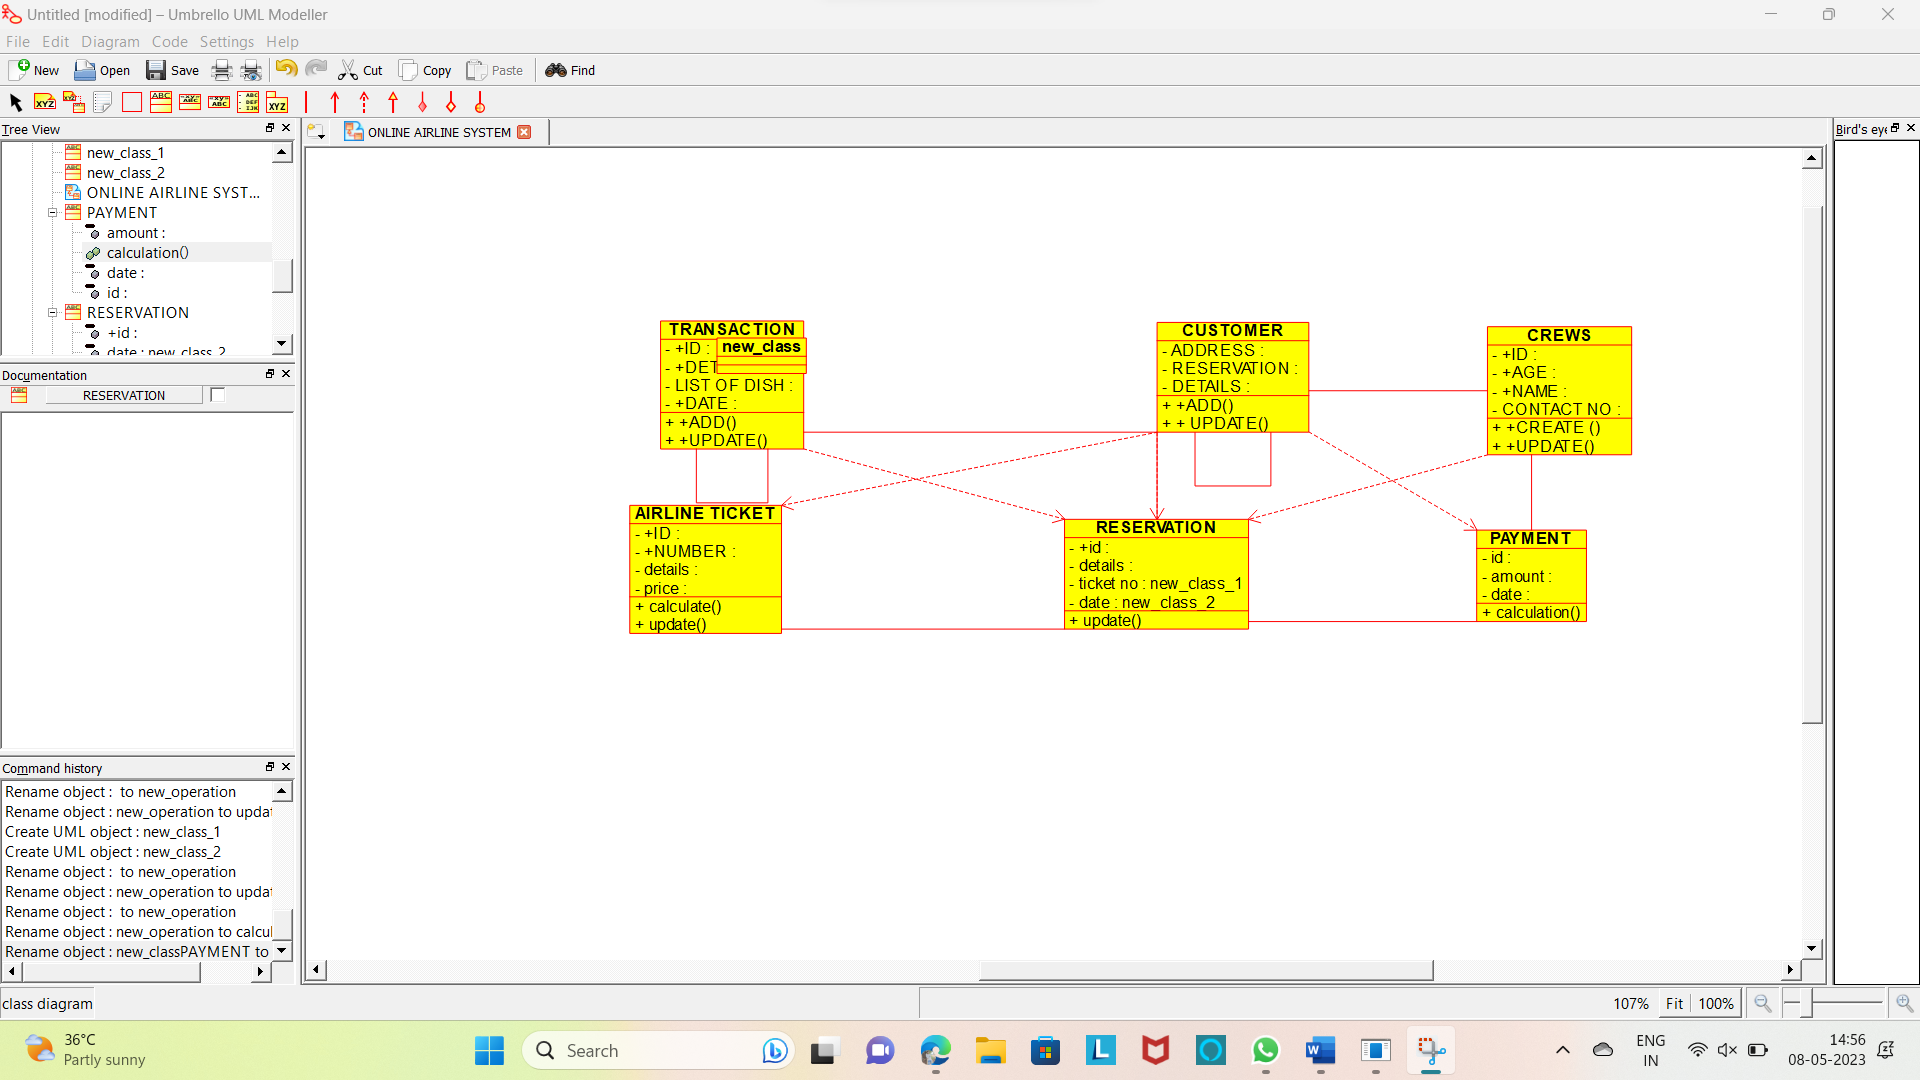 Untitled [modified] – Umbrello UML Modeller
File Edit Diagram Code Settings Help
New Open Save Cut Copy Paste Find
Tree View
new_class_1
new_class_2
ONLINE AIRLINE SYST...
PAYMENT
amount :
calculation()
date :
id :
RESERVATION
+id :
date : new_class_2
Documentation
RESERVATION
Command history
Rename object : to new_operation
Rename object : new_operation to updat
Create UML object : new_class_1
Create UML object : new_class_2
Rename object : to new_operation
Rename object : new_operation to updat
Rename object : to new_operation
Rename object : new_operation to calcul
Rename object : new_classPAYMENT to
ONLINE AIRLINE SYSTEM
Bird's eye
TRANSACTION
- +ID :
new_class
- +DET
- LIST OF DISH :
- +DATE :
+ +ADD()
+ +UPDATE()
CUSTOMER
- ADDRESS :
- RESERVATION :
- DETAILS :
+ +ADD()
+ + UPDATE()
CREWS
- +ID :
- +AGE :
- +NAME :
- CONTACT NO :
+ +CREATE ()
+ +UPDATE()
AIRLINE TICKET
- +ID :
- +NUMBER :
- details :
- price :
+ calculate()
+ update()
RESERVATION
- +id :
- details :
- ticket no : new_class_1
- date : new_class_2
+ update()
PAYMENT
- id :
- amount :
- date :
+ calculation()
class diagram
107% Fit 100%
36°C
Partly sunny
Search
ENG
IN
14:56
08-05-2023